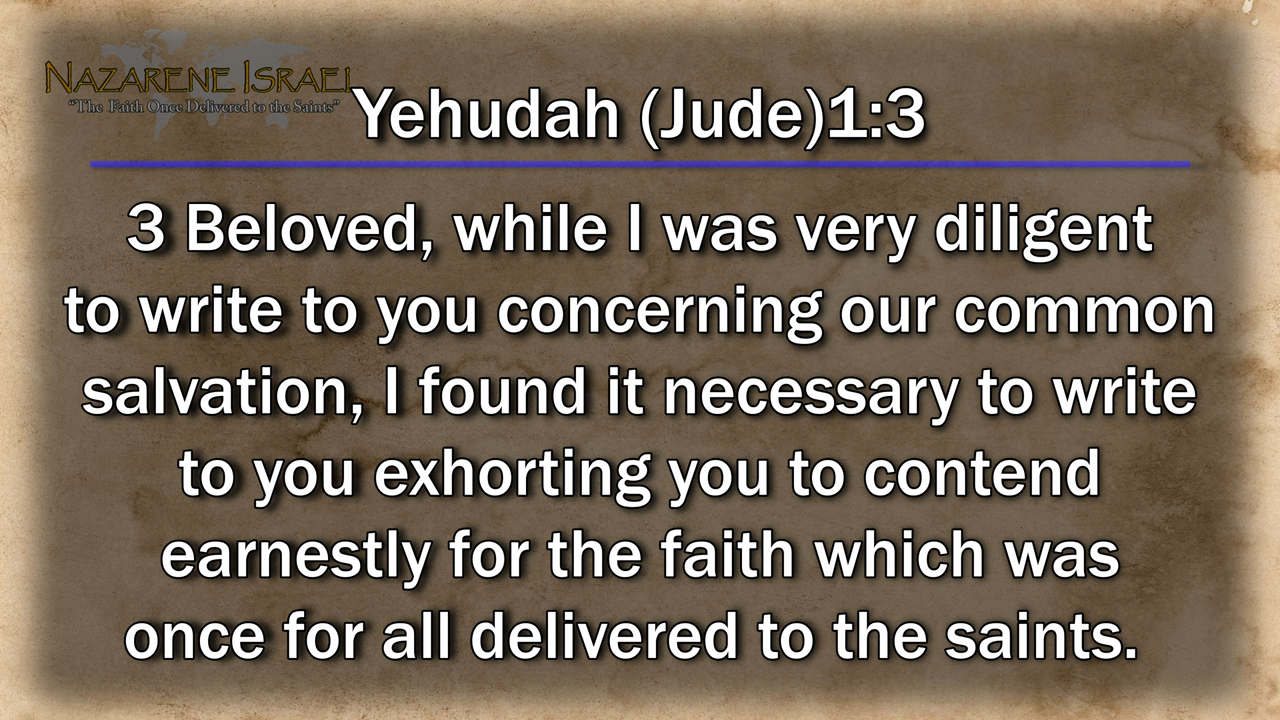 NAZARENE ISRAEL
"The Faith Once Delivered to the Saints"
Yehudah (Jude)1:3
3 Beloved, while I was very diligent
to write to you concerning our common
salvation, I found it necessary to write
to you exhorting you to contend
earnestly for the faith which was
once for all delivered to the saints.